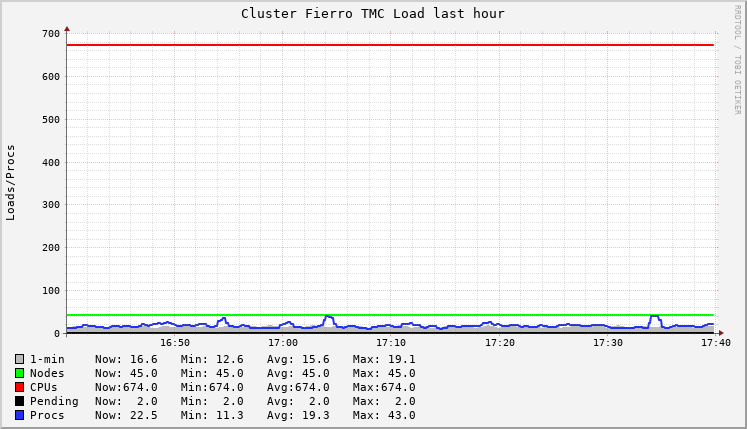 Cluster Fierro TMC Load last hour
RRDTOOL / TOBI OETIKER
Loads/Procs
700
600
500
400
300
200
100
0
16:50 17:00 17:10 17:20 17:30 17:40
1-min Now: 16.6 Min: 12.6 Avg: 15.6 Max: 19.1
Nodes Now: 45.0 Min: 45.0 Avg: 45.0 Max: 45.0
CPUs Now:674.0 Min:674.0 Avg:674.0 Max:674.0
Pending Now: 2.0 Min: 2.0 Avg: 2.0 Max: 2.0
Procs Now: 22.5 Min: 11.3 Avg: 19.3 Max: 43.0